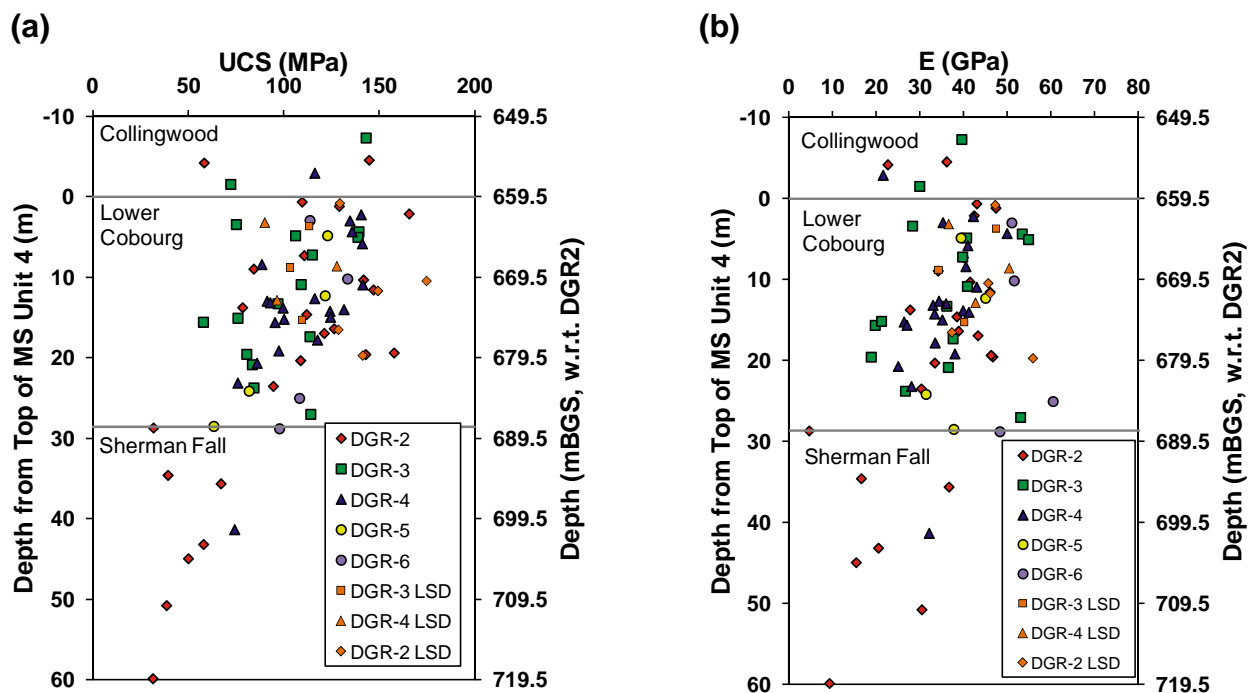 (a)
UCS (MPa)
0 50 100 150 200
-10
0
10
20
30
40
50
60
Depth from Top of MS Unit 4 (m)
649.5
659.5
669.5
679.5
689.5
699.5
709.5
719.5
Depth (mBGS, w.r.t. DGR2)
Collingwood
Lower
Cobourg
Sherman Fall
DGR-2
DGR-3
DGR-4
DGR-5
DGR-6
DGR-3 LSD
DGR-4 LSD
DGR-2 LSD
(b)
E (GPa)
0 10 20 30 40 50 60 70 80
-10
0
10
20
30
40
50
60
Depth from Top of MS Unit 4 (m)
649.5
659.5
669.5
679.5
689.5
699.5
709.5
719.5
Depth (mBGS, w.r.t. DGR2)
Collingwood
Lower
Cobourg
Sherman Fall
DGR-2
DGR-3
DGR-4
DGR-5
DGR-6
DGR-3 LSD
DGR-4 LSD
DGR-2 LSD